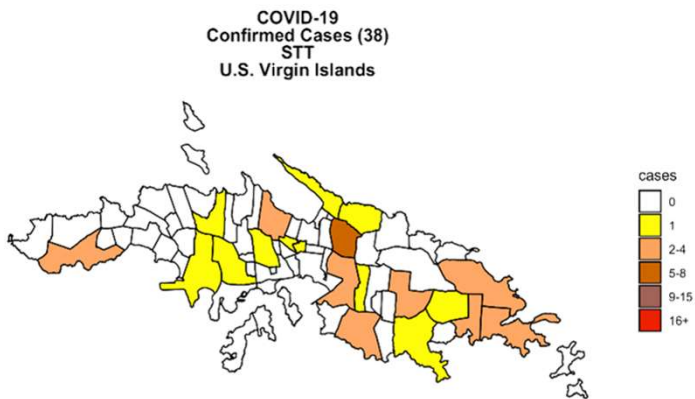 COVID-19
Confirmed Cases (38)
STT
U.S. Virgin Islands
cases
0
1
2-4
5-8
9-15
16+